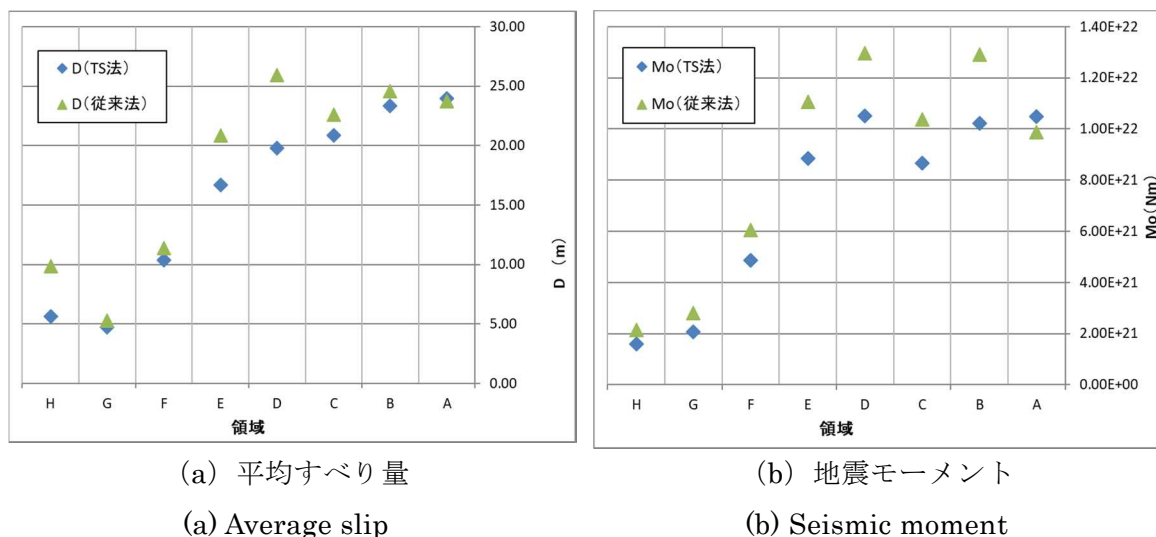 D(TS法)
D(従来法)
30.00
25.00
20.00
15.00
10.00
5.00
0.00
D (m)
H G F E D C B A
領域
Mo(TS法)
Mo(従来法)
1.40E+22
1.20E+22
1.00E+22
8.00E+21
6.00E+21
4.00E+21
2.00E+21
0.00E+00
Mo(Nm)
H G F E D C B A
領域
(a) 平均すべり量
(b) 地震モーメント
(a) Average slip
(b) Seismic moment